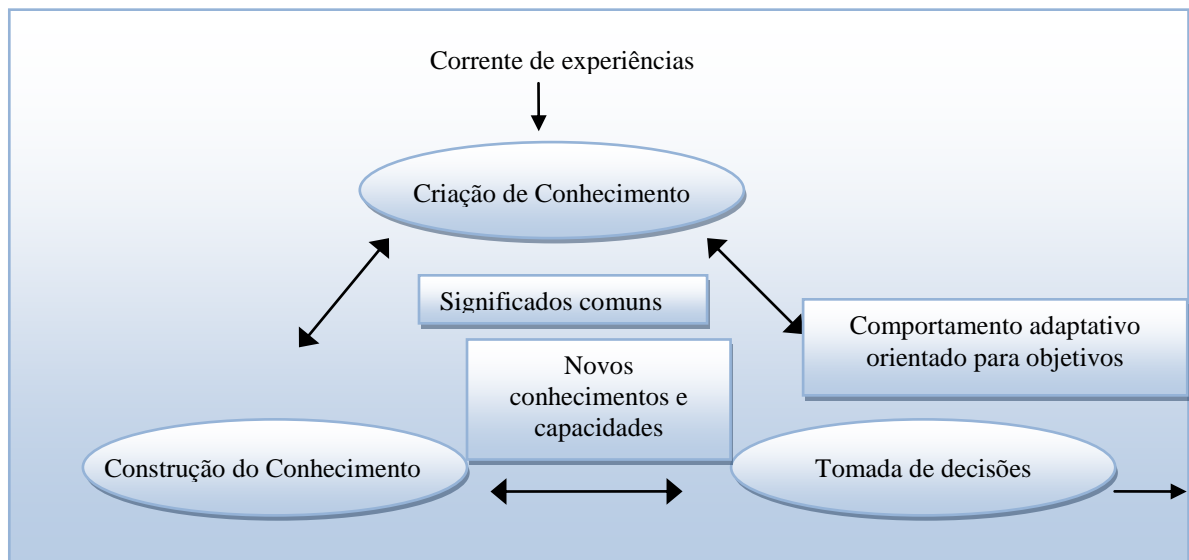 Corrente de experiências
Criação de Conhecimento
Significados comuns
Comportamento adaptativo
orientado para objetivos
Novos
conhecimentos e
capacidades
Construção do Conhecimento
Tomada de decisões